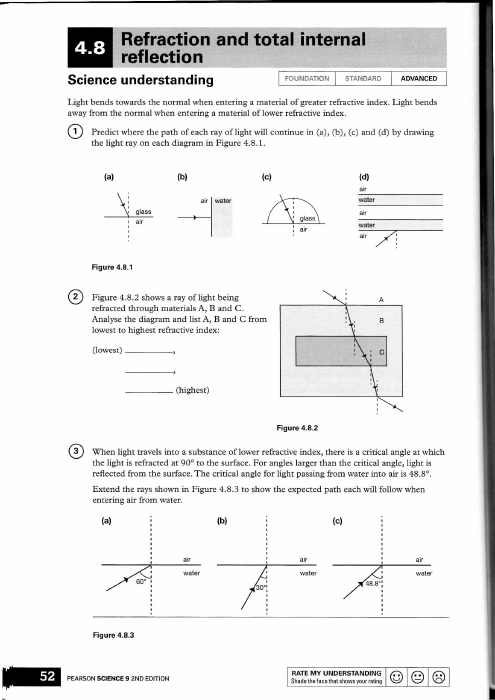 4.8
Refraction and total internal
reflection
Science understanding
FOUNDATION
STANDARD
ADVANCED
Light bends towards the normal when entering a material of greater refractive index. Light bends
away from the normal when entering a material of lower refractive index.
1
Predict where the path of each ray of light will continue in (a), (b), (c) and (d) by drawing
the light ray on each diagram in Figure 4.8.1.
(a)
(b)
(c)
(d)
glass
air
air
water
glass
air
air
water
air
water
air
Figure 4.8.1
2
Figure 4.8.2 shows a ray of light being
refracted through materials A, B and C.
Analyse the diagram and list A, B and C from
lowest to highest refractive index:
(lowest) ________,
________,
________ (highest)
A
B
C
Figure 4.8.2
3
When light travels into a substance of lower refractive index, there is a critical angle at which
the light is refracted at 90° to the surface. For angles larger than the critical angle, light is
reflected from the surface. The critical angle for light passing from water into air is 48.8°.
Extend the rays shown in Figure 4.8.3 to show the expected path each will follow when
entering air from water.
(a)
(b)
(c)
air
water
60°
air
water
30°
air
water
48.8°
Figure 4.8.3
52
PEARSON SCIENCE 9 2ND EDITION
RATE MY UNDERSTANDING
Shade the face that shows your rating